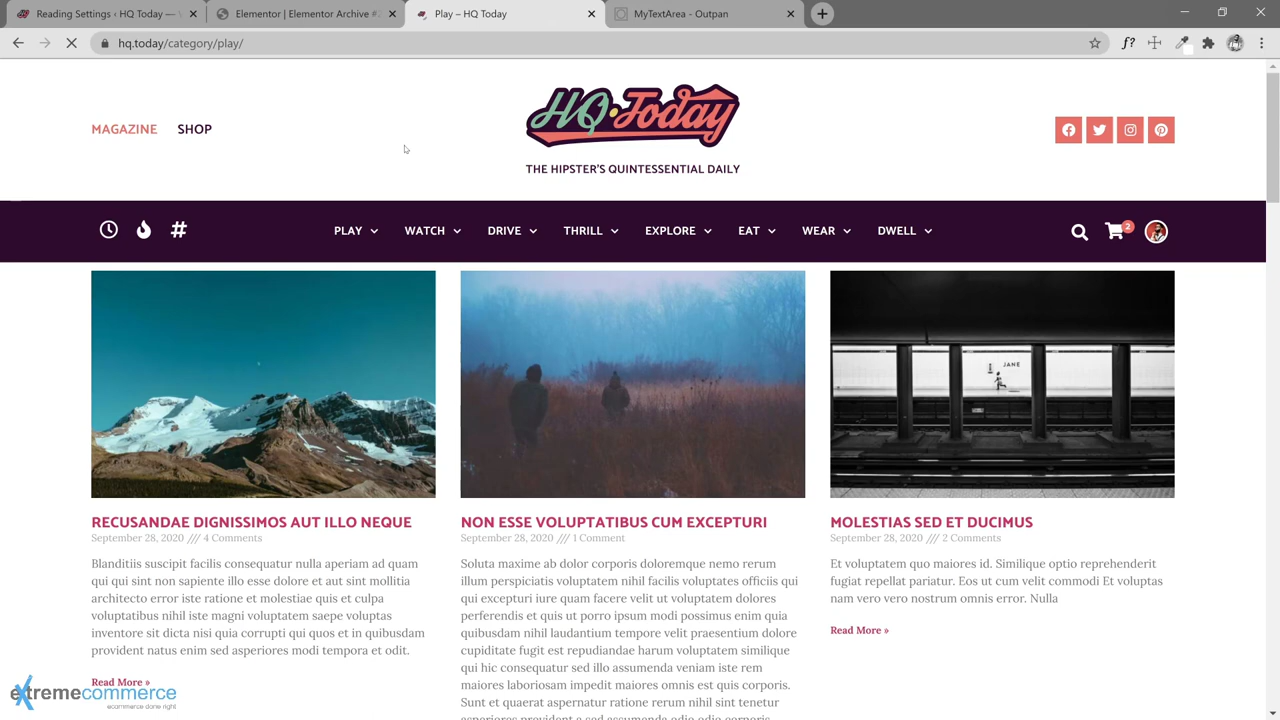 Reading Settings ‹ HQ Today — V
Elementor | Elementor Archive #
Play – HQ Today
MyTextArea - Outpan
hq.today/category/play/
f?
MAGAZINE
SHOP
HQ Today
THE HIPSTER'S QUINTESSENTIAL DAILY
PLAY
WATCH
DRIVE
THRILL
EXPLORE
EAT
WEAR
DWELL
2
JANE
RECUSANDAE DIGNISSIMOS AUT ILLO NEQUE
September 28, 2020 /// 4 Comments
Blanditiis suscipit facilis consequatur nulla aperiam ad quam
qui qui sint non sapiente illo esse dolore et aut sint mollitia
architecto error iste ratione et molestiae quis et culpa
voluptatibus nihil iste magni voluptatem saepe voluptas
inventore sit dicta nisi quia corrupti qui quos et in quibusdam
provident natus enim sed asperiores modi tempora et odit.
Read More »
NON ESSE VOLUPTATIBUS CUM EXCEPTURI
September 28, 2020 /// 1 Comment
Soluta maxime ab dolor corporis doloremque nemo rerum
illum perspiciatis voluptatem nihil facilis voluptates officiis qui
qui excepturi iure quam facere velit ut voluptatem dolores
perferendis et quis ut porro ipsum modi possimus enim quia
quibusdam nihil laudantium tempore velit praesentium dolore
cupiditate fugit est repudiandae harum voluptatem similique
qui hic consequatur sed illo assumenda veniam iste rem
maiores laboriosam impedit maiores omnis est quis corporis.
Sunt et quaerat aspernatur ratione rerum nihil sint tenetur
asperiores provident a sed assumenda odio odio corporis
MOLESTIAS SED ET DUCIMUS
September 28, 2020 /// 2 Comments
Et voluptatem quo maiores id. Similique optio reprehenderit
fugiat repellat pariatur. Eos ut cum velit commodi Et voluptas
nam vero vero nostrum omnis error. Nulla
Read More »
extremecommerce
ecommerce done right